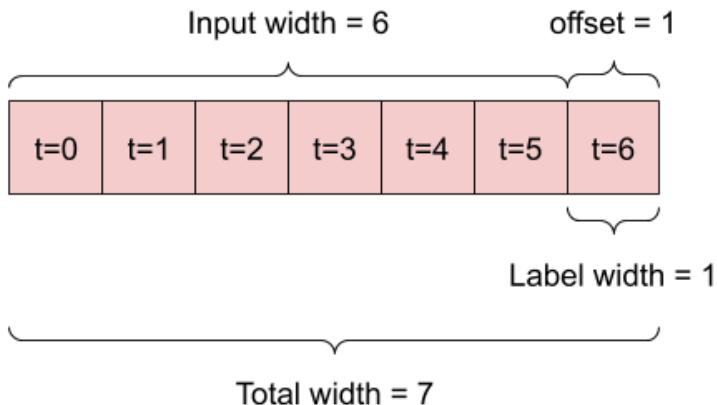 Input width = 6 offset = 1
t=0 t=1 t=2 t=3 t=4 t=5 t=6
Label width = 1
Total width = 7